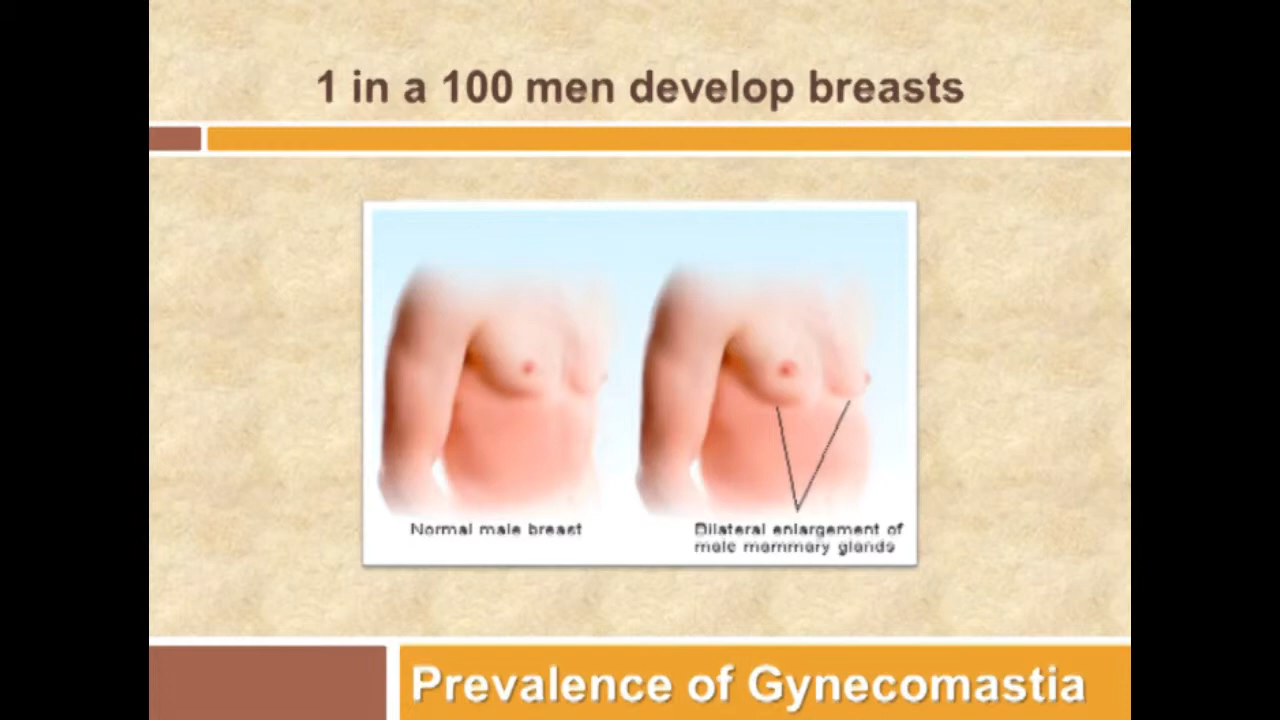 1 in a 100 men develop breasts
Normal male breast
Bilateral enlargement of
male mammary glands
Prevalence of Gynecomastia